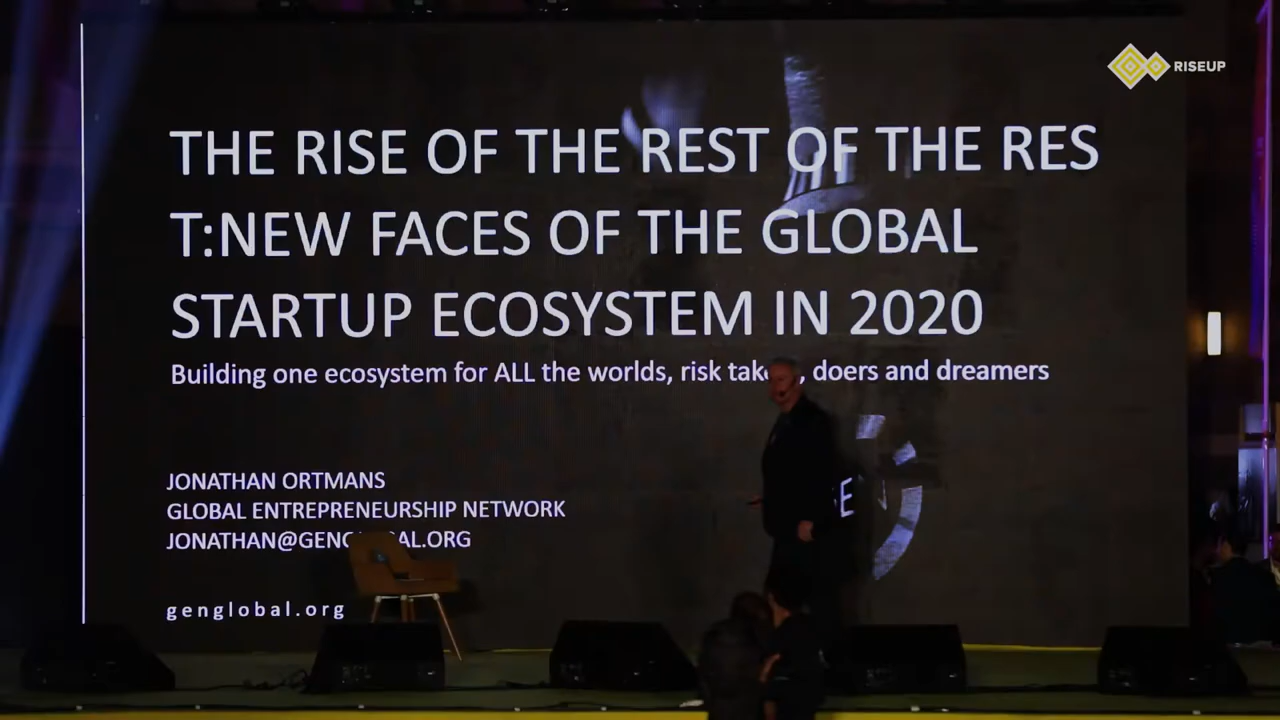 RISEUP
THE RISE OF THE REST OF THE RES
T:NEW FACES OF THE GLOBAL
STARTUP ECOSYSTEM IN 2020
Building one ecosystem for ALL the worlds, risk , doers and dreamers
JONATHAN ORTMANS
GLOBAL ENTREPRENEURSHIP NETWORK
genglobal.org